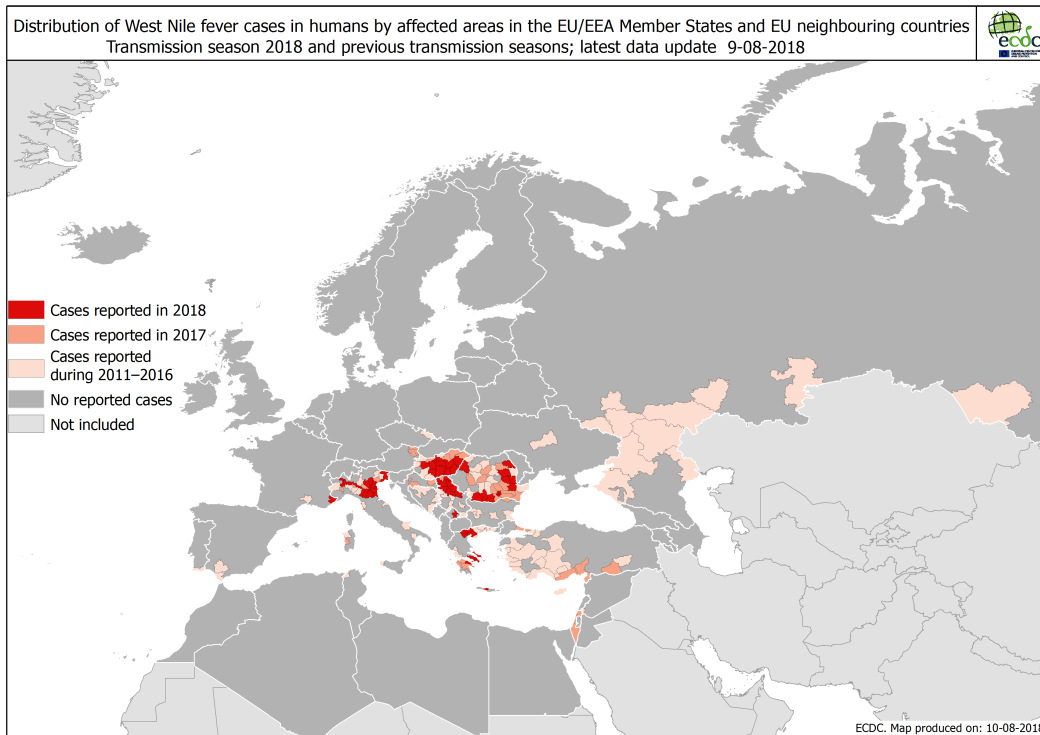 Distribution of West Nile fever cases in humans by affected areas in the EU/EEA Member States and EU neighbouring countries
Transmission season 2018 and previous transmission seasons; latest data update 9-08-2018
ecdc
Cases reported in 2018
Cases reported in 2017
Cases reported
during 2011–2016
No reported cases
Not included
ECDC. Map produced on: 10-08-2018